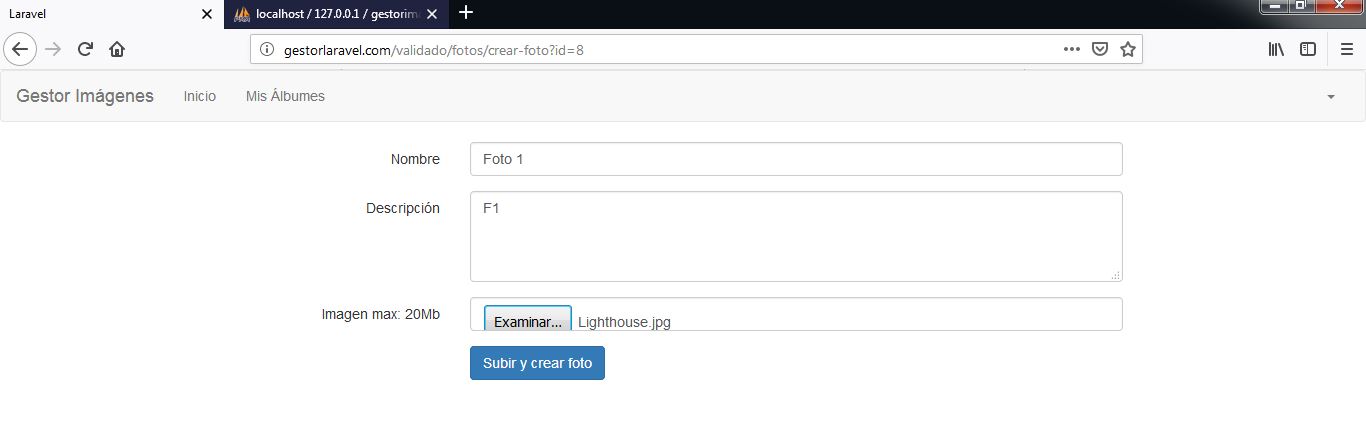 Laravel
localhost / 127.0.0.1 / gestorim
gestorlaravel.com/validado/fotos/crear-foto?id=8
Gestor Imágenes Inicio Mis Álbumes
Nombre Foto 1
Descripción F1
Imagen max: 20Mb Examinar... Lighthouse.jpg
Subir y crear foto